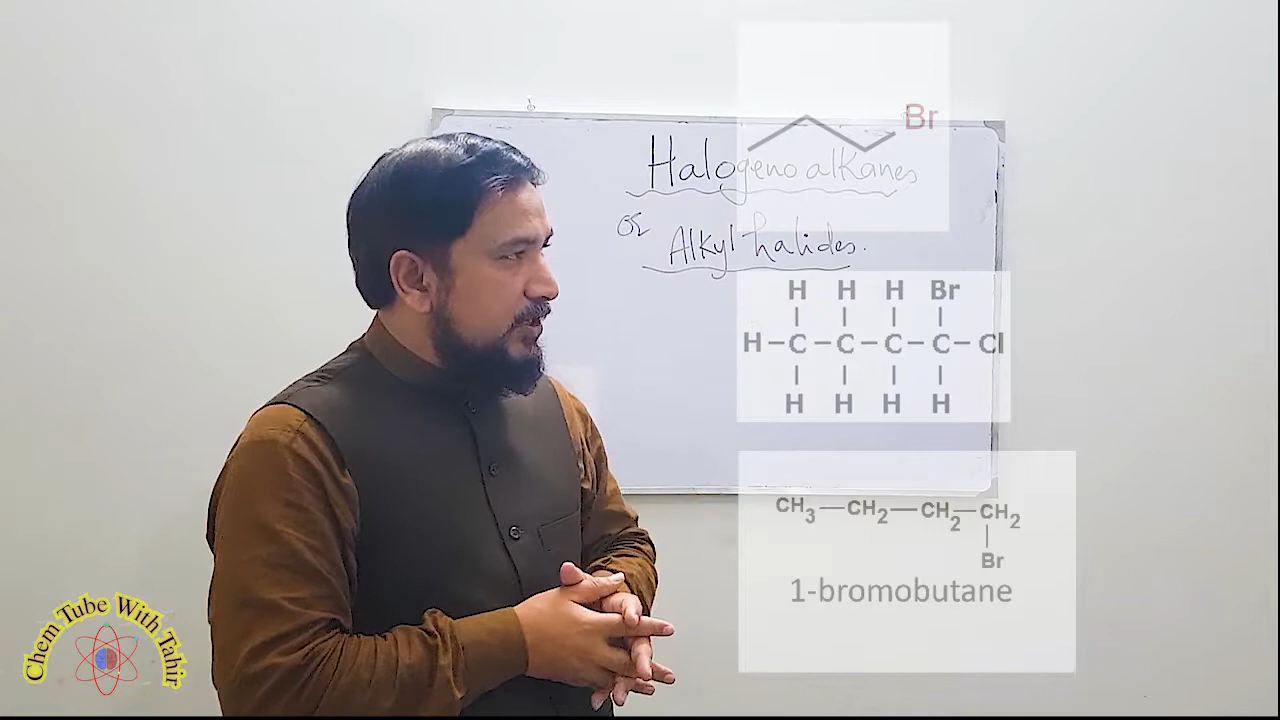 Br
Halogeno alkanes
or
Alkyl halides.
H H H Br
H-C-C-C-C-Cl
H H H H
CH3—CH2—CH2—CH2
Br
1-bromobutane
Chem Tube With Tahir